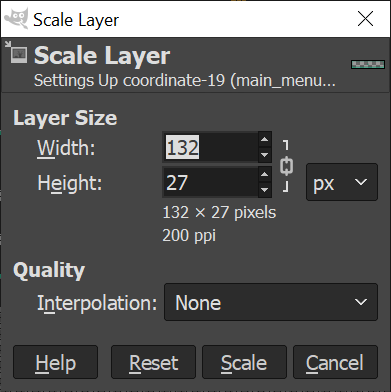 Scale Layer
Scale Layer
Settings Up coordinate-19 (main_menu...
Layer Size
Width: 132
Height: 27 px
132 × 27 pixels
200 ppi
Quality
Interpolation: None
Help Reset Scale Cancel